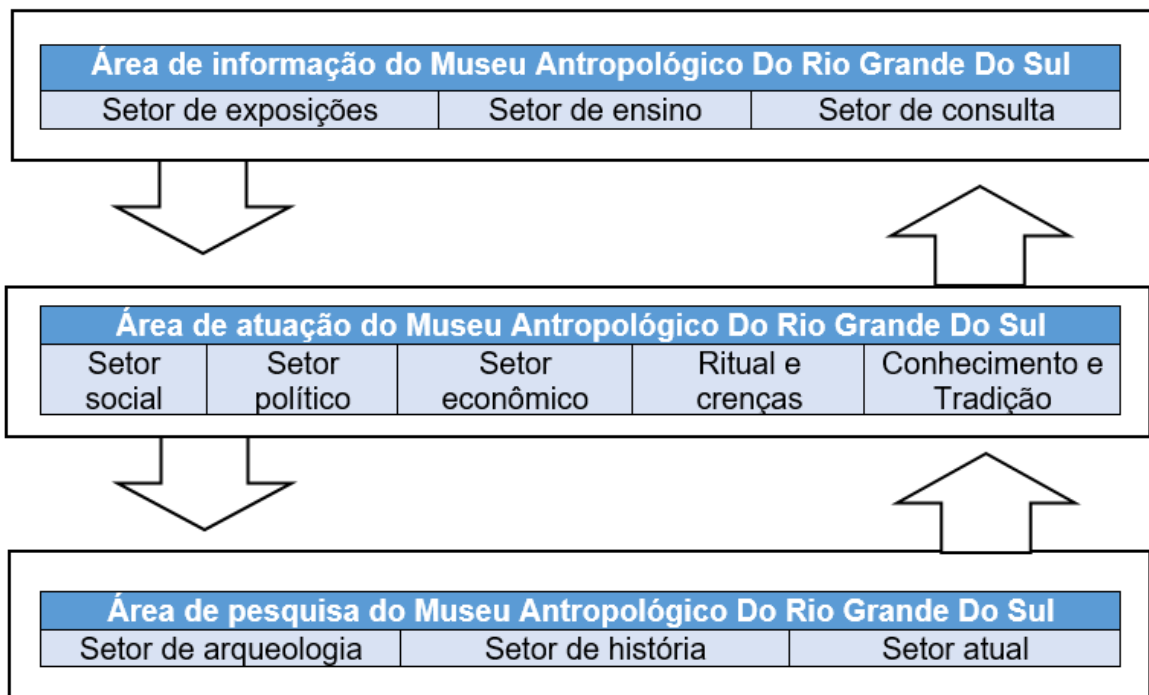 Área de informação do Museu Antropológico Do Rio Grande Do Sul
Setor de exposições
Setor de ensino
Setor de consulta
Área de atuação do Museu Antropológico Do Rio Grande Do Sul
Setor
social
Setor
político
Setor
econômico
Ritual e
crenças
Conhecimento e
Tradição
Área de pesquisa do Museu Antropológico Do Rio Grande Do Sul
Setor de arqueologia
Setor de história
Setor atual